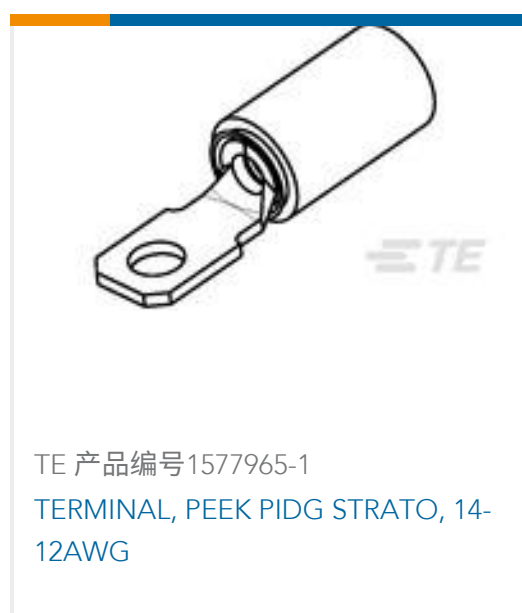 TE
TE 产品编号1577965-1
TERMINAL, PEEK PIDG STRATO, 14-
12AWG